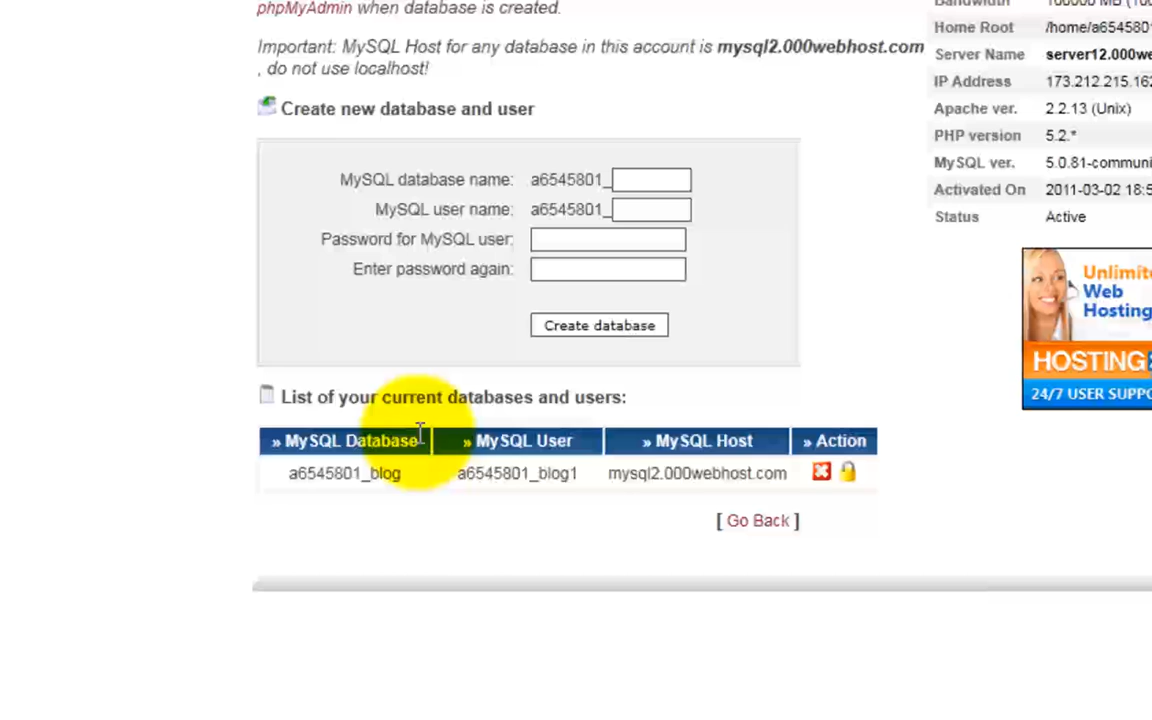 phpMyAdmin when database is created.
Important: MySQL Host for any database in this account is mysql2.000webhost.com
, do not use localhost!
Create new database and user
MySQL database name: a6545801_
MySQL user name: a6545801_
Password for MySQL user:
Enter password again:
Create database
List of your current databases and users:
» MySQL Database » MySQL User » MySQL Host » Action
a6545801_blog a6545801_blog1 mysql2.000webhost.com
[ Go Back ]
Bandwidth
Home Root /home/a654580
Server Name server12.000we
IP Address 173.212.215.162
Apache ver. 2.2.13 (Unix)
PHP version 5.2.*
MySQL ver. 5.0.81-communi
Activated On 2011-03-02 18:5
Status Active
Unlimite
Web
Hosting
HOSTING
24/7 USER SUPPO